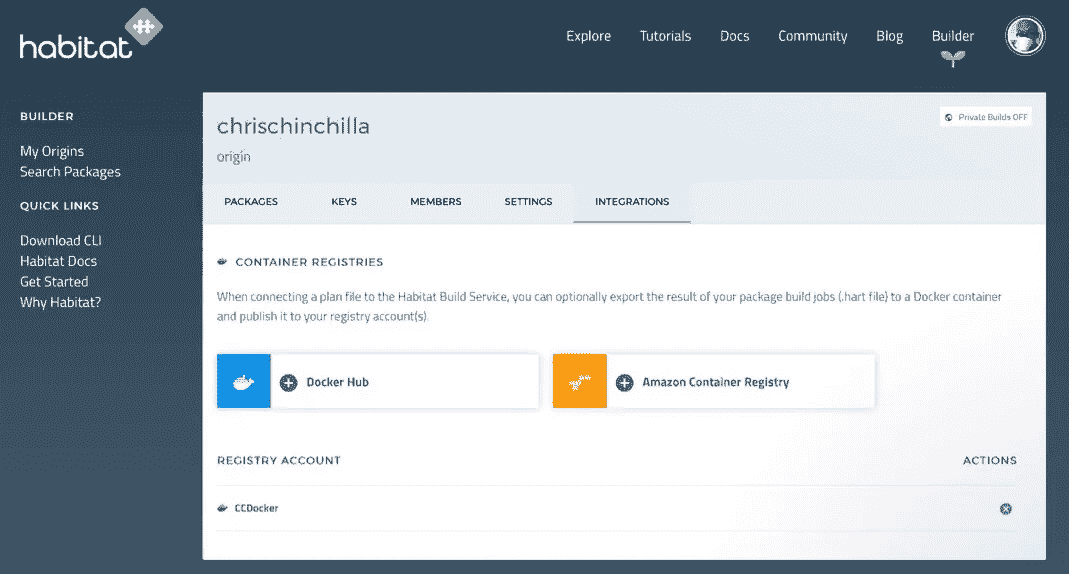 habitat
Explore Tutorials Docs Community Blog Builder
BUILDER
My Origins
Search Packages
QUICK LINKS
Download CLI
Habitat Docs
Get Started
Why Habitat?
chrischinchilla
origin
Private Builds OFF
PACKAGES KEYS MEMBERS SETTINGS INTEGRATIONS
CONTAINER REGISTRIES
When connecting a plan file to the Habitat Build Service, you can optionally export the result of your package build jobs (.hart file) to a Docker container
and publish it to your registry account(s).
Docker Hub
Amazon Container Registry
REGISTRY ACCOUNT ACTIONS
CCDocker